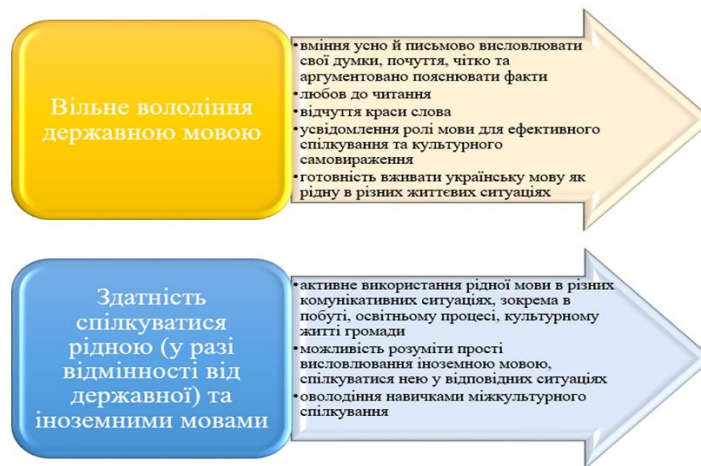 Вільне володіння
державною мовою
•вміння усно й письмово висловлювати
свої думки, почуття, чітко та
аргументовано пояснювати факти
•любов до читання
•відчуття краси слова
•усвідомлення ролі мови для ефективного
спілкування та культурного
самовираження
•готовність вживати українську мову як
рідну в різних життєвих ситуаціях
Здатність
спілкуватися
рідною (у разі
відмінності від
державної) та
іноземними мовами
•активне використання рідної мови в різних
комунікативних ситуаціях, зокрема в
побуті, освітньому процесі, культурному
житті громади
•можливість розуміти прості
висловлювання іноземною мовою,
спілкуватися нею у відповідних ситуаціях
•оволодіння навичками міжкультурного
спілкування